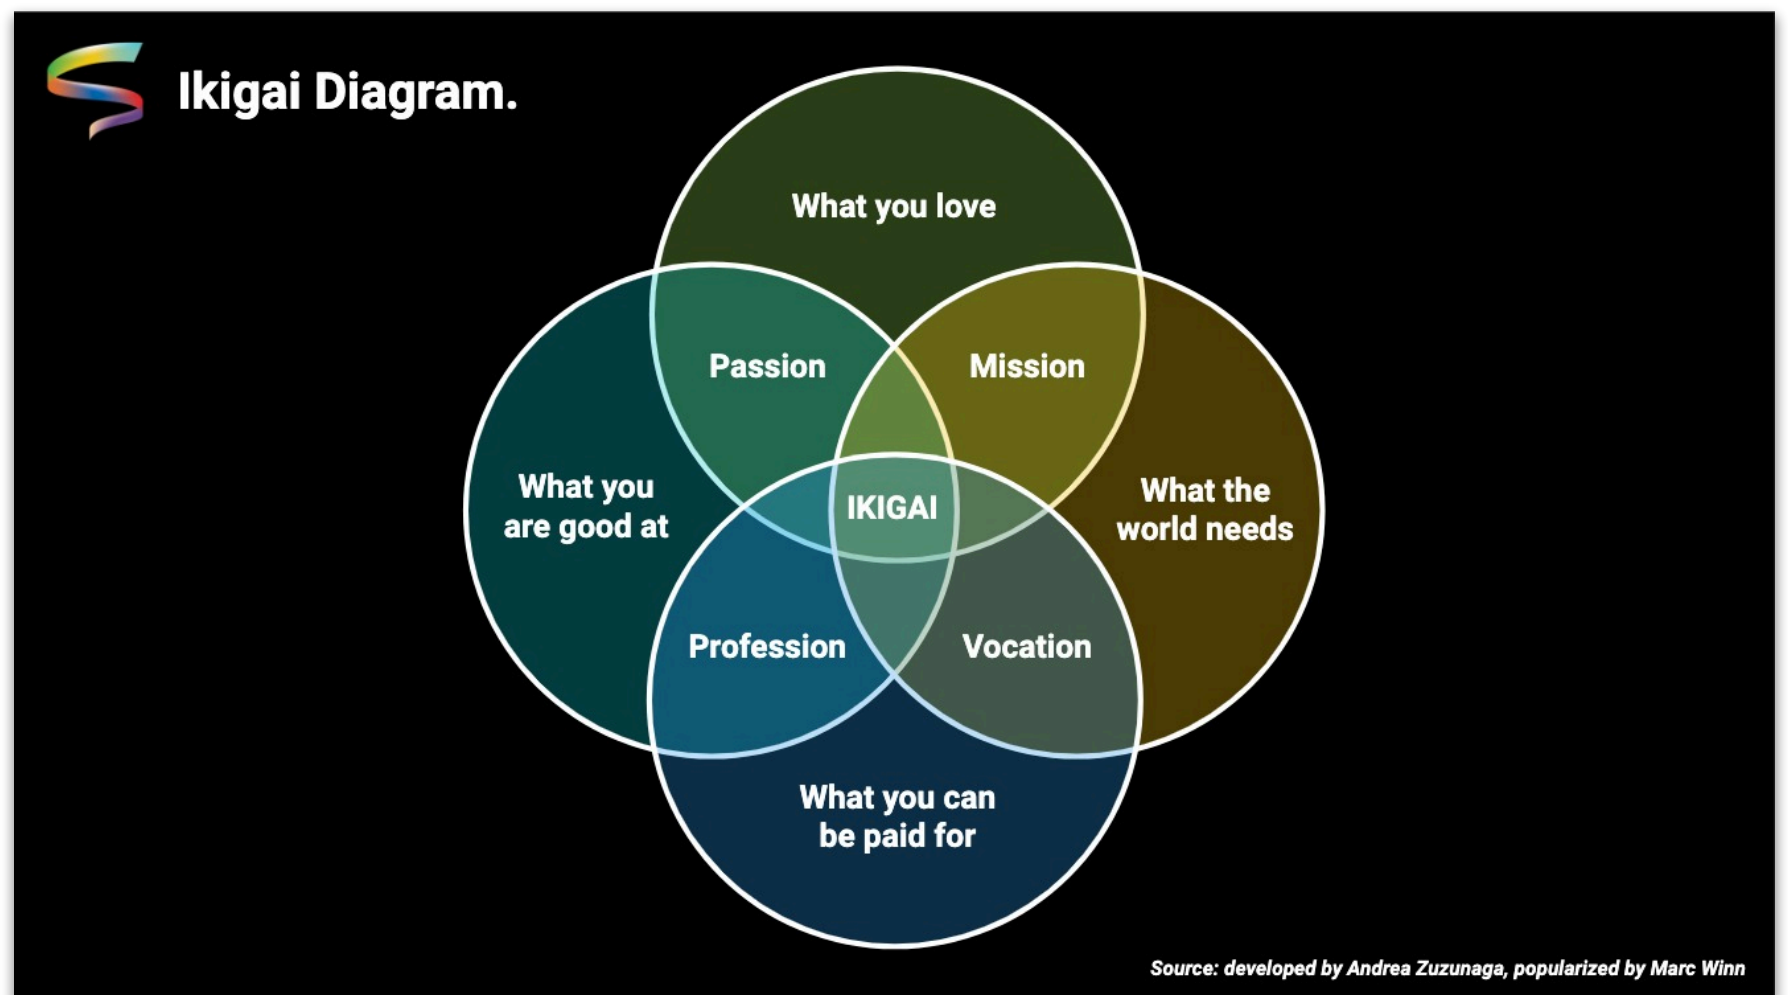 Ikigai Diagram.
What you love
Passion
Mission
What you
are good at
IKIGAI
What the
world needs
Profession
Vocation
What you can
be paid for
Source: developed by Andrea Zuzunaga, popularized by Marc Winn